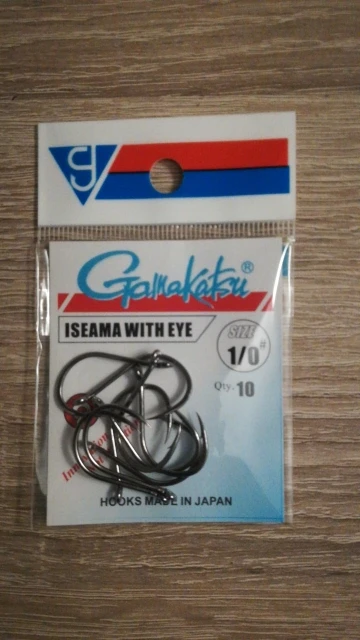 Gamakatsu®
ISEAMA WITH EYE
SIZE
1/0#
Qty. 10
HOOKS MADE IN JAPAN